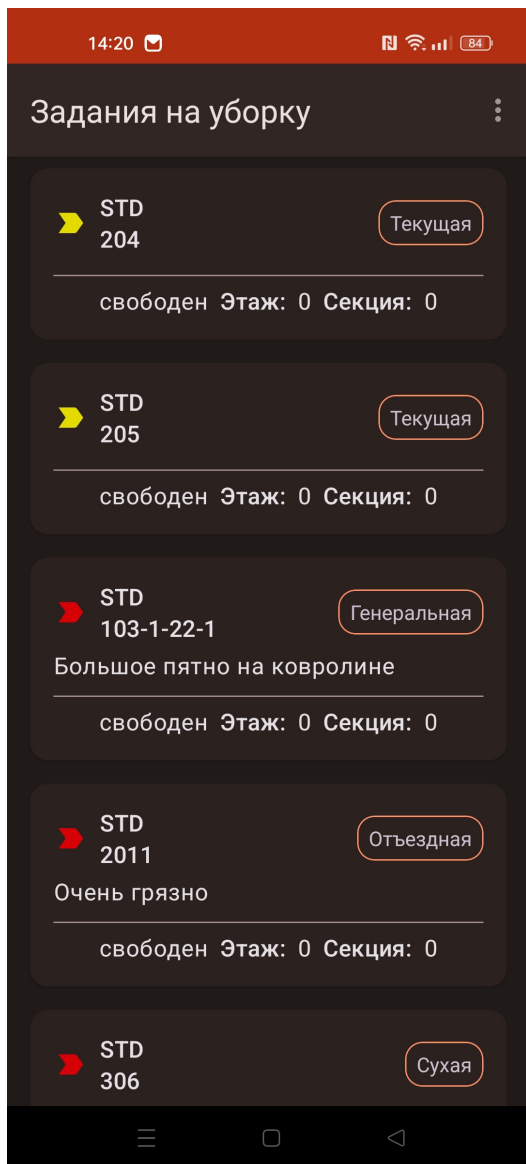 14:20
84
Задания на уборку
STD
204
Текущая
свободен Этаж: 0 Секция: 0
STD
205
Текущая
свободен Этаж: 0 Секция: 0
STD
103-1-22-1
Генеральная
Большое пятно на ковролине
свободен Этаж: 0 Секция: 0
STD
2011
Отъездная
Очень грязно
свободен Этаж: 0 Секция: 0
STD
306
Сухая